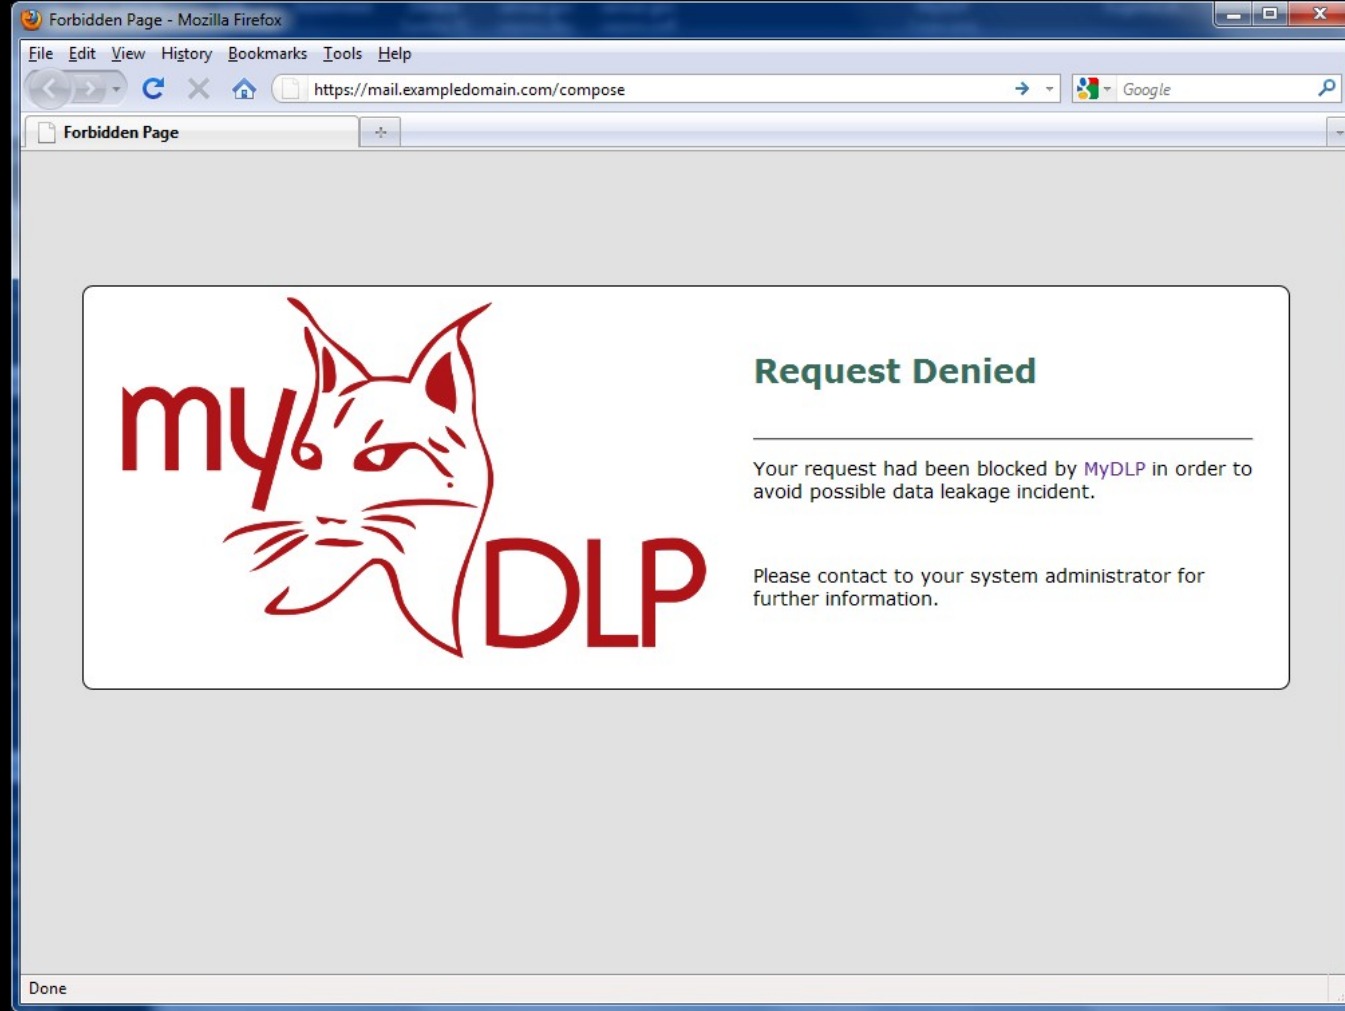 Forbidden Page - Mozilla Firefox
File Edit View History Bookmarks Tools Help
https://mail.exampledomain.com/compose
Google
Forbidden Page
my
DLP
Request Denied
Your request had been blocked by MyDLP in order to
avoid possible data leakage incident.
Please contact to your system administrator for
further information.
Done